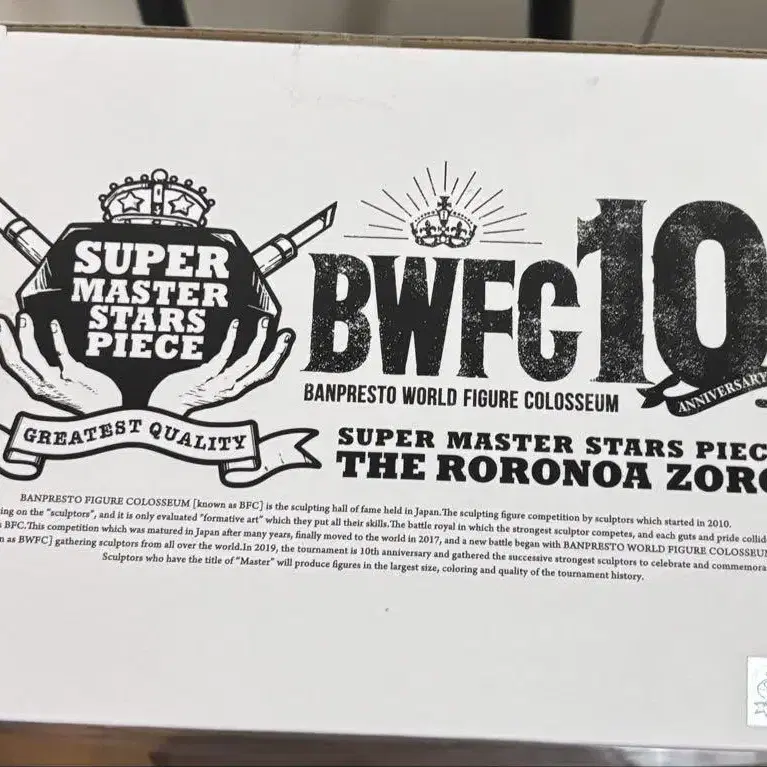 SUPER
MASTER
STARS
PIECE
GREATEST QUALITY
BWFC10
ANNIVERSARY
BANPRESTO WORLD FIGURE COLOSSEUM
SUPER MASTER STARS PIEC
THE RORONOA ZORO
BANPRESTO FIGURE COLOSSEUM [known as BFC] is the sculpting hall of fame held in Japan.The sculpting figure competition by sculptors which started in 2010.
ing on the "sculptors", and it is only evaluated "formative art" which they put all their skills.The battle royal in which the strongest sculptor competes, and each guts and pride collid
BFC.This competition which was matured in Japan after many years, finally moved to the world in 2017, and a new battle began with BANPRESTO WORLD FIGURE COLOSSEUM
n as BWFC] gathering sculptors from all over the world.In 2019, the tournament is 10th anniversary and gathered the successive strongest sculptors to celebrate and commemora
Sculptors who have the title of "Master" will produce figures in the largest size, coloring and quality of the tournament history.